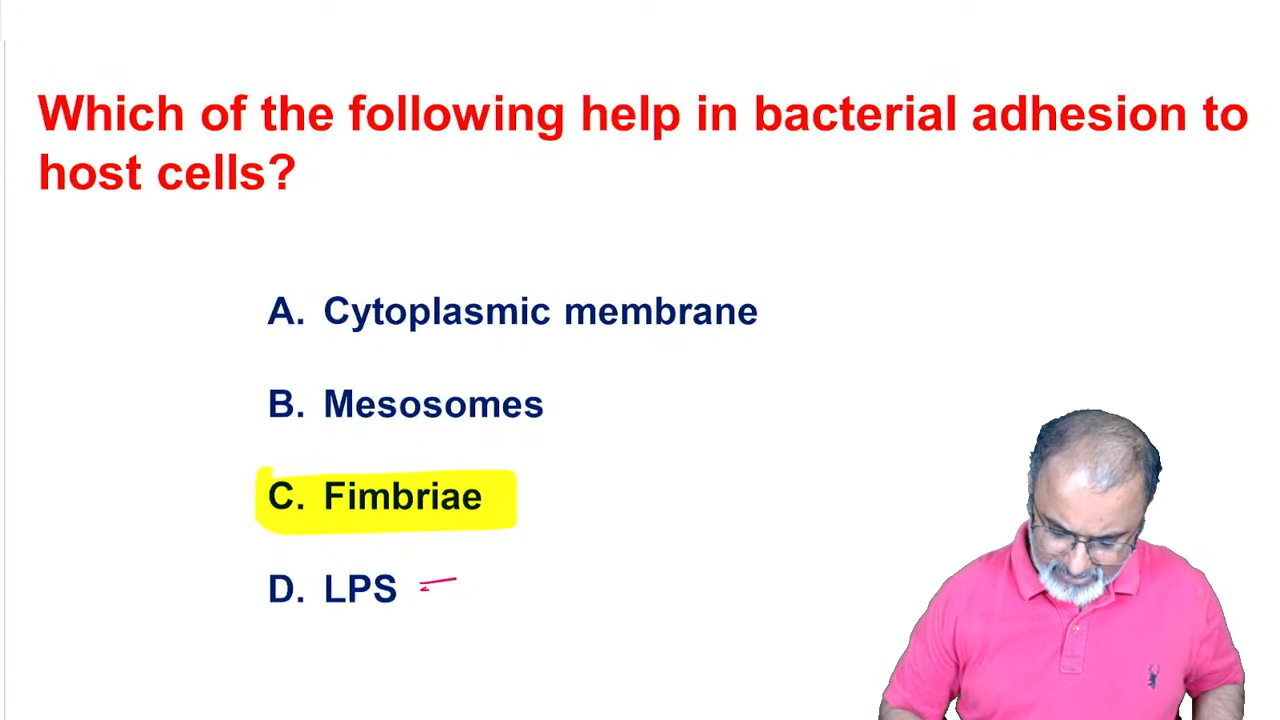 Which of the following help in bacterial adhesion to
host cells?
A. Cytoplasmic membrane
B. Mesosomes
C. Fimbriae
D. LPS